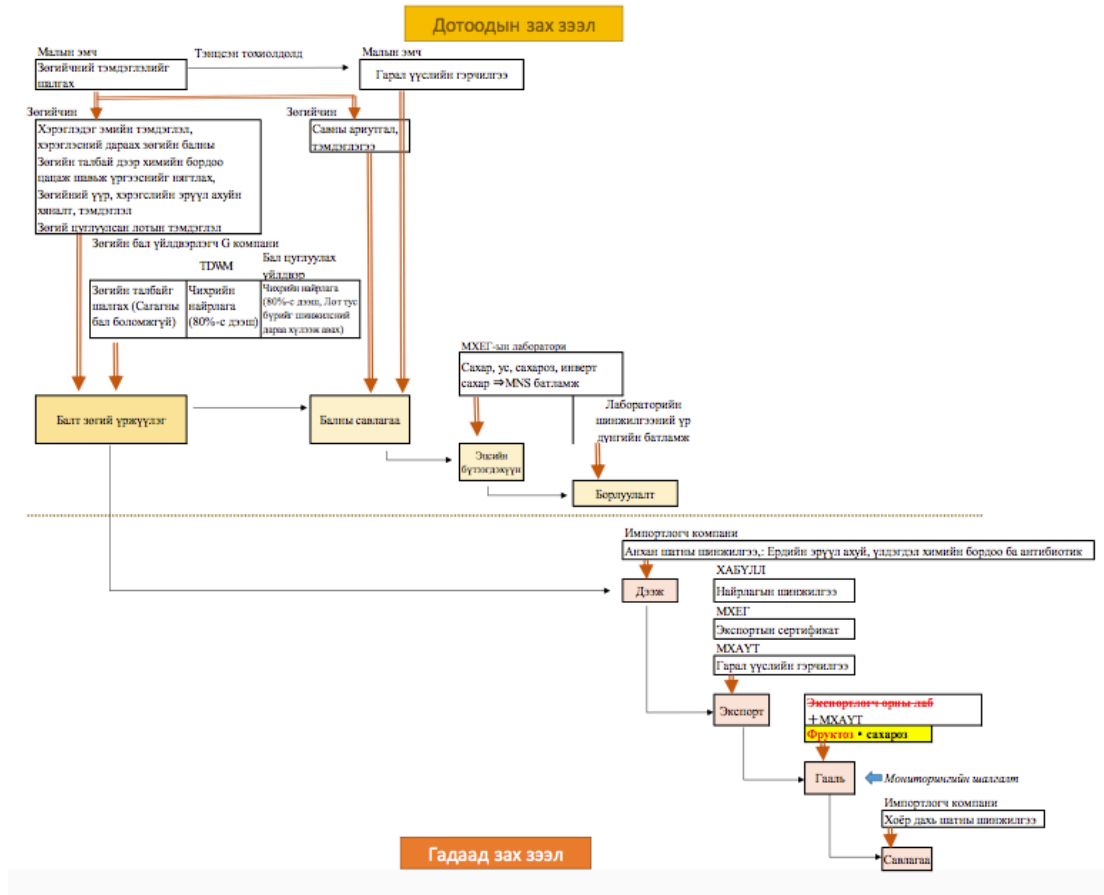 Дотоодын зах зээл
Малын эмч
Зөгийчний тэмдэглэлийг
шалгах
Тэнцсэн тохиолдолд
Малын эмч
Гарал үүслийн гэрчилгээ
Зөгийчин
Хэрэглэдэг эмийн тэмдэглэл,
хэрэглэсний дараах зөгийн балны
Зөгийн талбай дээр химийн бордоо
цацаж шавьж үргээснийг нягтлах,
Зөгийний үүр, хэрэгслийн эрүүл ахуйн
хяналт, тэмдэглэл
Зөгий цуглуулсан лотын тэмдэглэл
Зөгийчин
Савны ариутгал,
тэмдэглэгээ
Зөгийн бал үйлдвэрлэгч G компани
TDWM
Бал цуглуулах
үйлдвэр
Зөгийн талбайг
шалгах (Сагагны
бал боломжгүй)
Чихрийн
найрлага
(80%-с дээш)
Чихрийн найрлага
(80%-с дээш, Лот тус
бүрийг шинжилсний
дараа хүлээж авах)
МХЕГ-ын лаборатори
Сахар, ус, сахароз, инверт
сахар ⇒MNS батламж
Лабораторийн
шинжилгээний үр
дүнгийн батламж
Балт зөгий үржүүлэг
Балны савлагаа
Эцсийн
бүтээгдэхүүн
Борлуулалт
Импортлогч компани
Анхан шатны шинжилгээ,: Ердийн эрүүл ахуй, үлдэгдэл химийн бордоо ба антибиотик
Дээж
ХАБҮЛЛ
Найрлагын шинжилгээ
МХЕГ
Экспортын сертификат
МХАҮТ
Гарал үүслийн гэрчилгээ
Экспорт
Экспортлогч орны лаб
+МХАҮТ
Фруктоз・сахароз
Гааль
Мониторингийн шалгалт
Импортлогч компани
Хоёр дахь шатны шинжилгээ
Савлагаа
Гадаад зах зээл